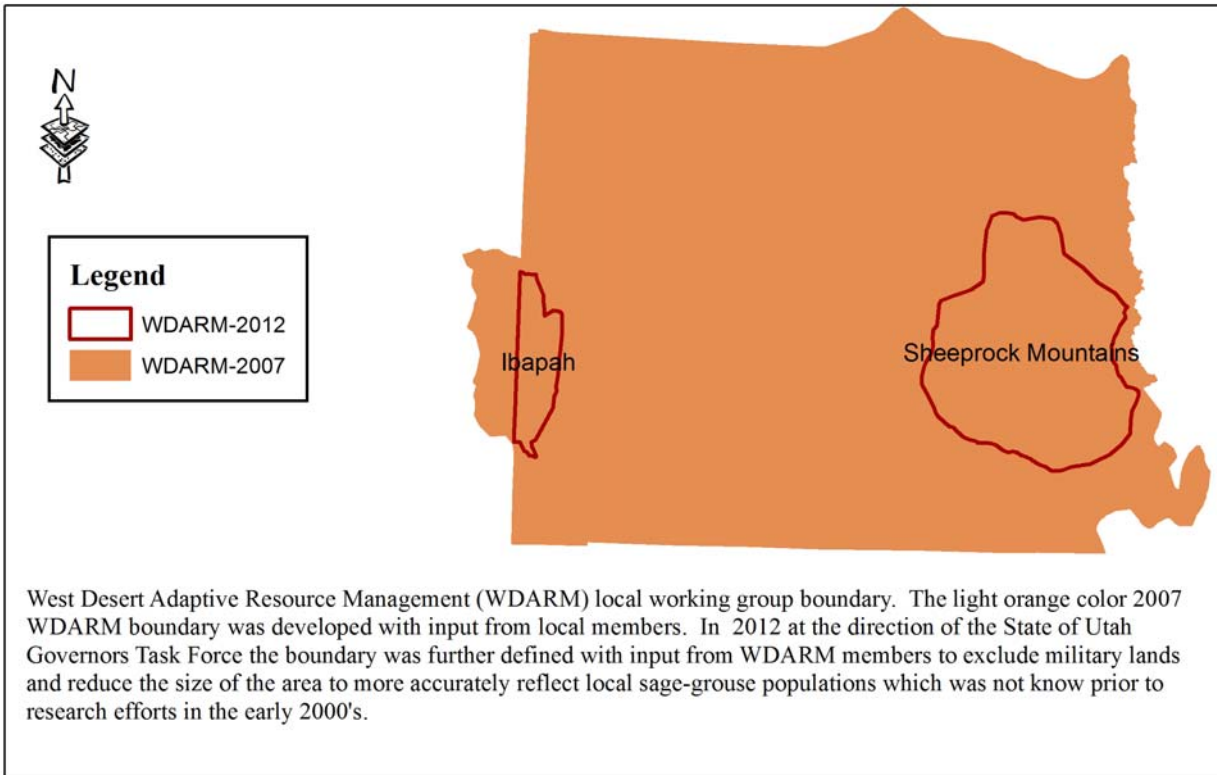 N
Legend
WDARM-2012
WDARM-2007
Ibapah
Sheeprock Mountains
West Desert Adaptive Resource Management (WDARM) local working group boundary.  The light orange color 2007
WDARM boundary was developed with input from local members.  In  2012 at the direction of the State of Utah
Governors Task Force the boundary was further defined with input from WDARM members to exclude military lands
and reduce the size of the area to more accurately reflect local sage-grouse populations which was not know prior to
research efforts in the early 2000's.